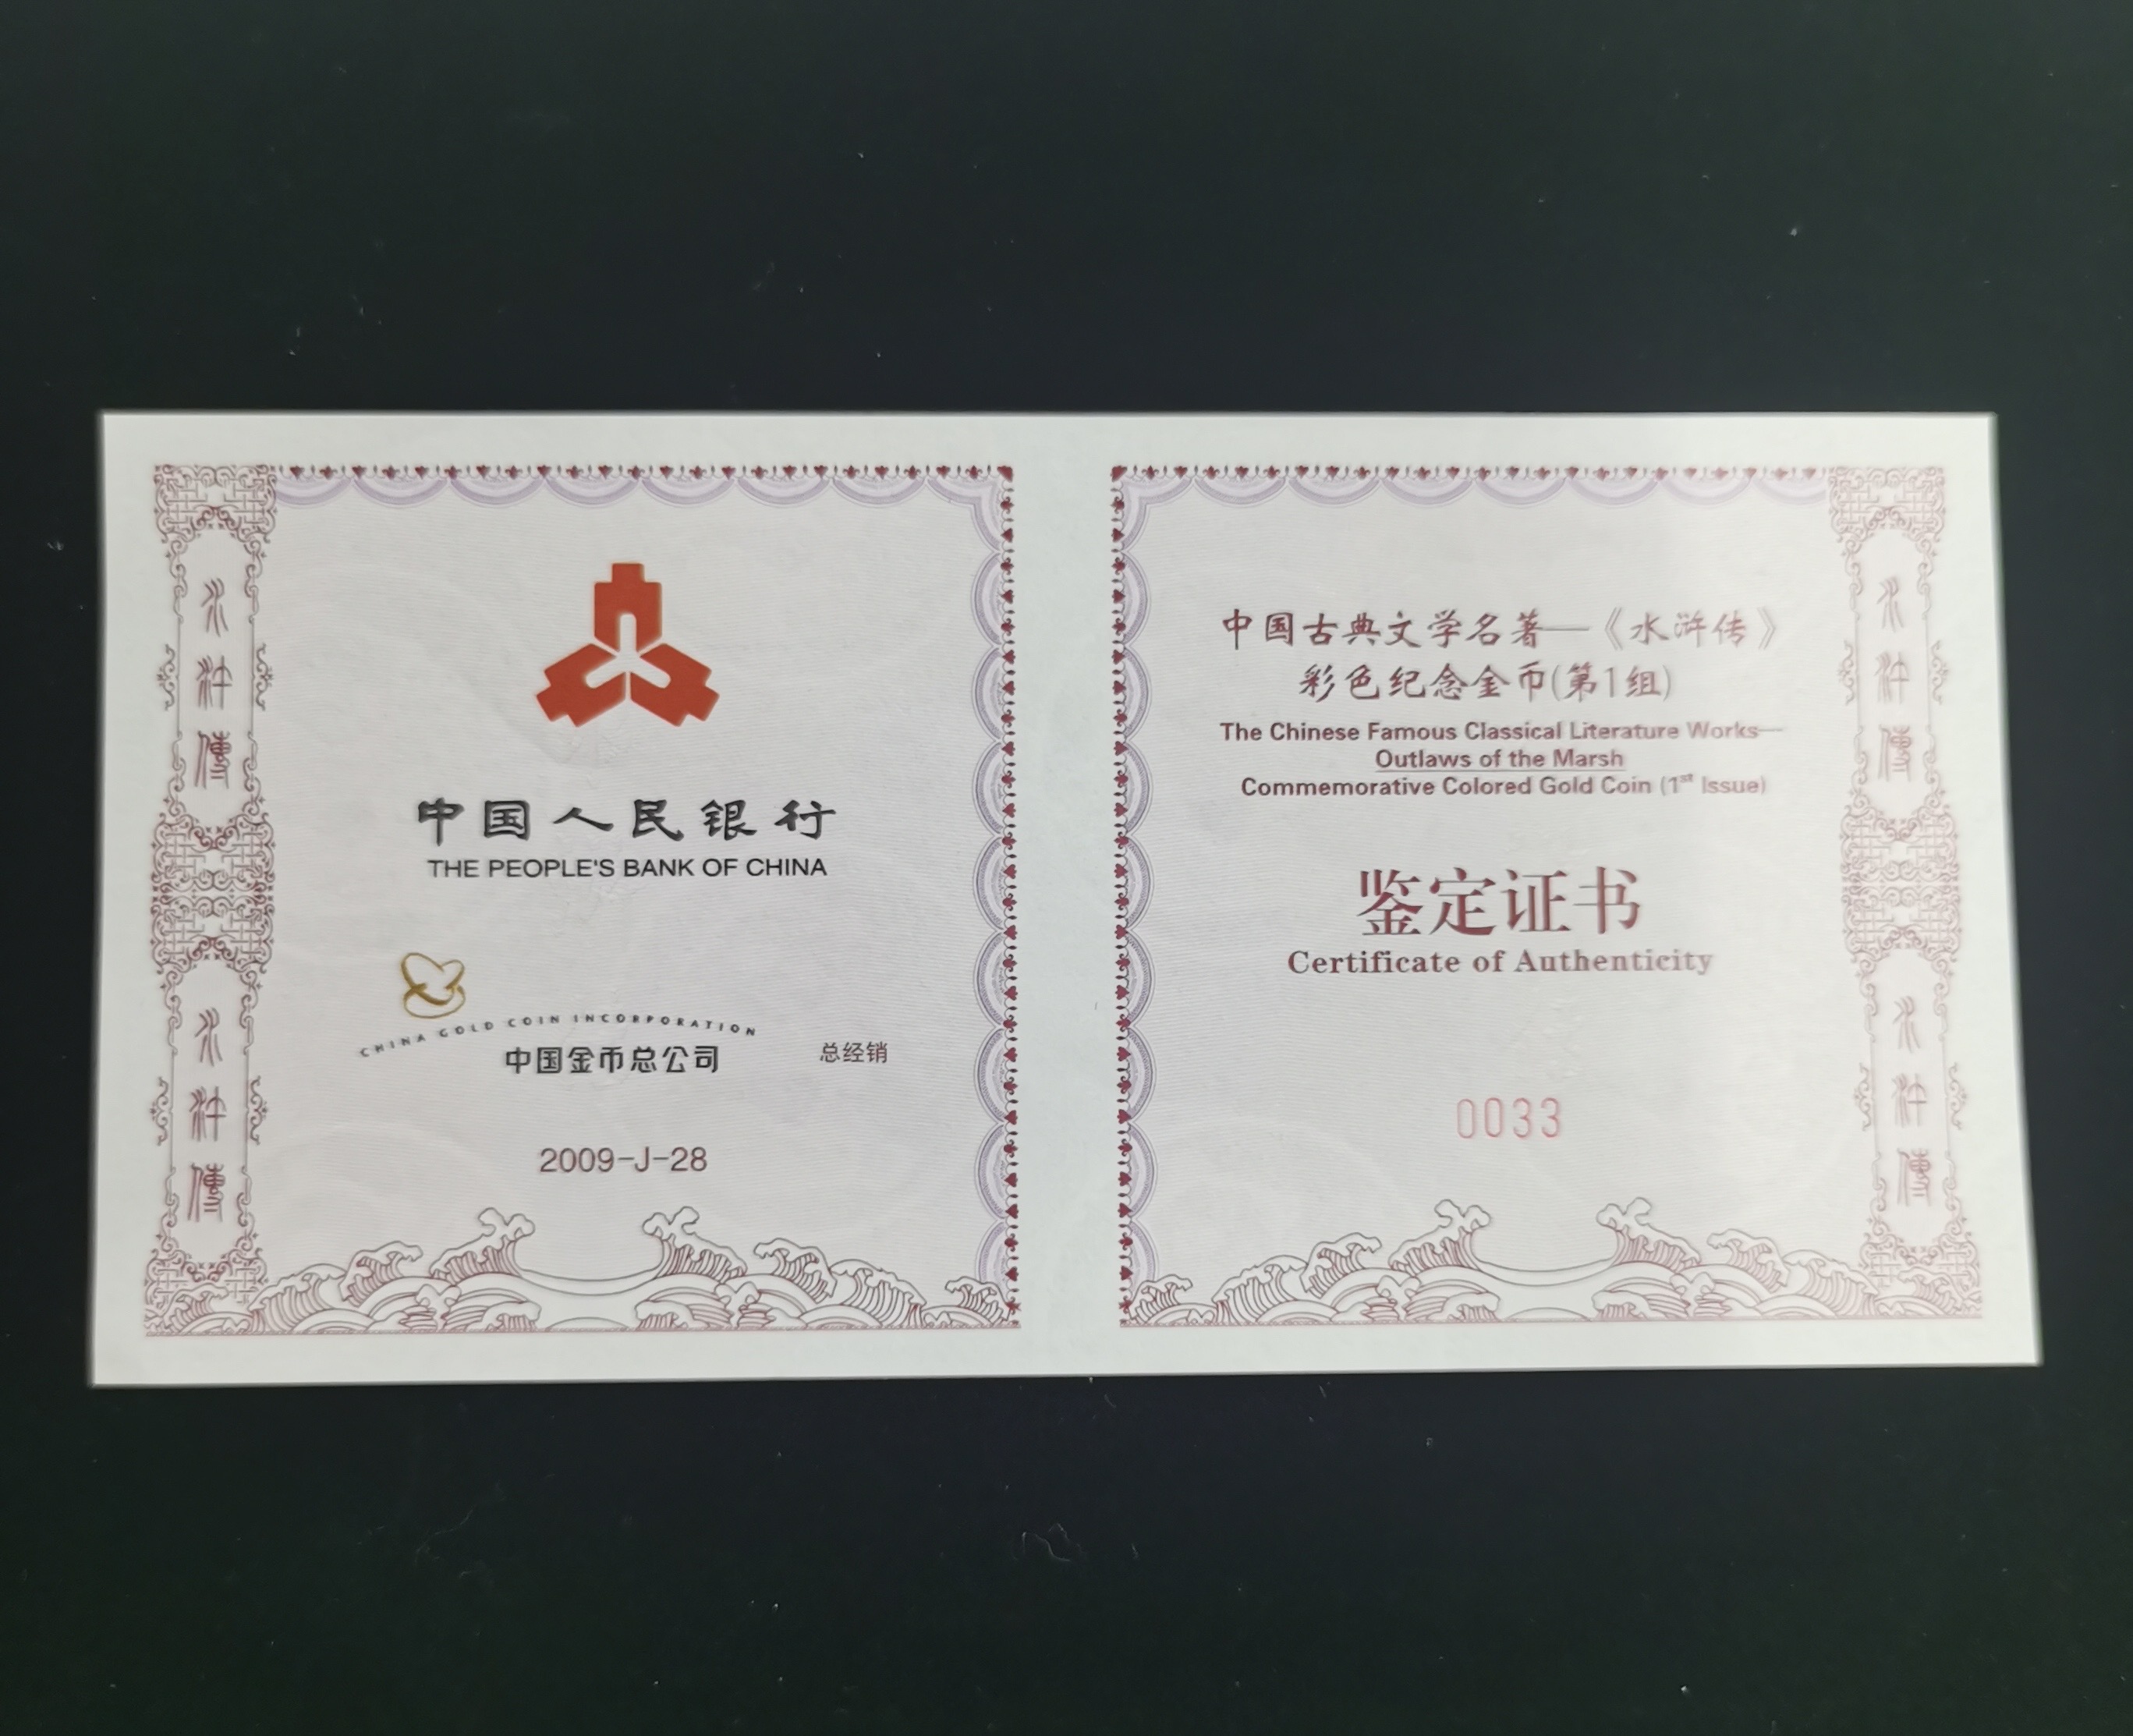 水滸傳
水滸傳
中国人民银行
THE PEOPLE'S BANK OF CHINA
CHINA GOLD COIN INCORPORATION
中国金币总公司
总经销
2009-J-28
中国古典文学名著—《水浒传》
彩色纪念金币(第1组)
The Chinese Famous Classical Literature Works—
Outlaws of the Marsh
Commemorative Colored Gold Coin (1st Issue)
鉴定证书
Certificate of Authenticity
0033
水滸傳
水滸傳